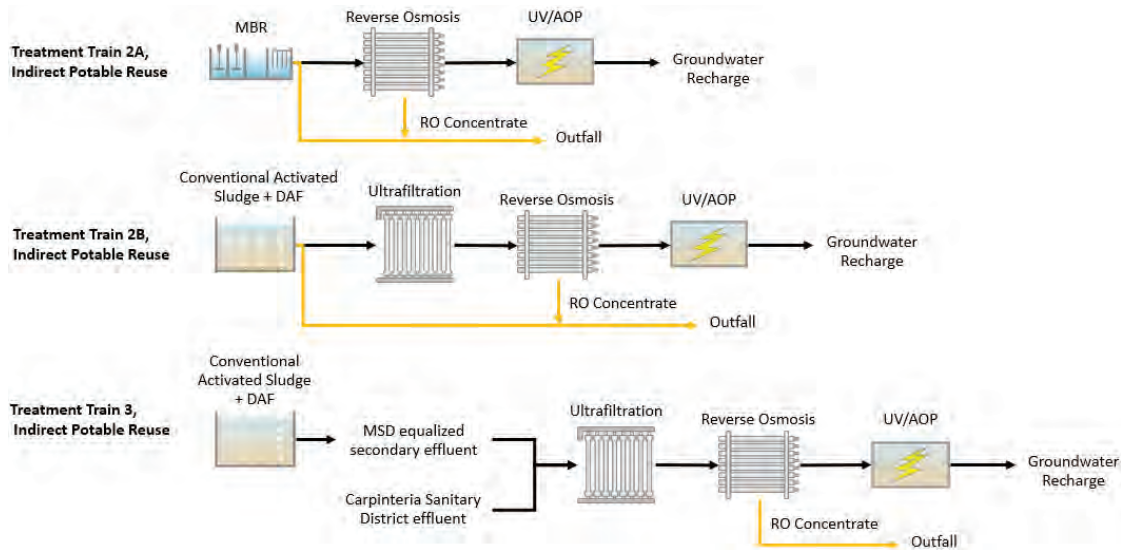 Treatment Train 2A,
Indirect Potable Reuse
MBR
Reverse Osmosis
UV/AOP
Groundwater
Recharge
RO Concentrate
Outfall
Treatment Train 2B,
Indirect Potable Reuse
Conventional Activated
Sludge + DAF
Ultrafiltration
Reverse Osmosis
UV/AOP
Groundwater
Recharge
RO Concentrate
Outfall
Treatment Train 3,
Indirect Potable Reuse
Conventional
Activated Sludge
+ DAF
MSD equalized
secondary effluent
Carpinteria Sanitary
District effluent
Ultrafiltration
Reverse Osmosis
UV/AOP
Groundwater
Recharge
RO Concentrate
Outfall